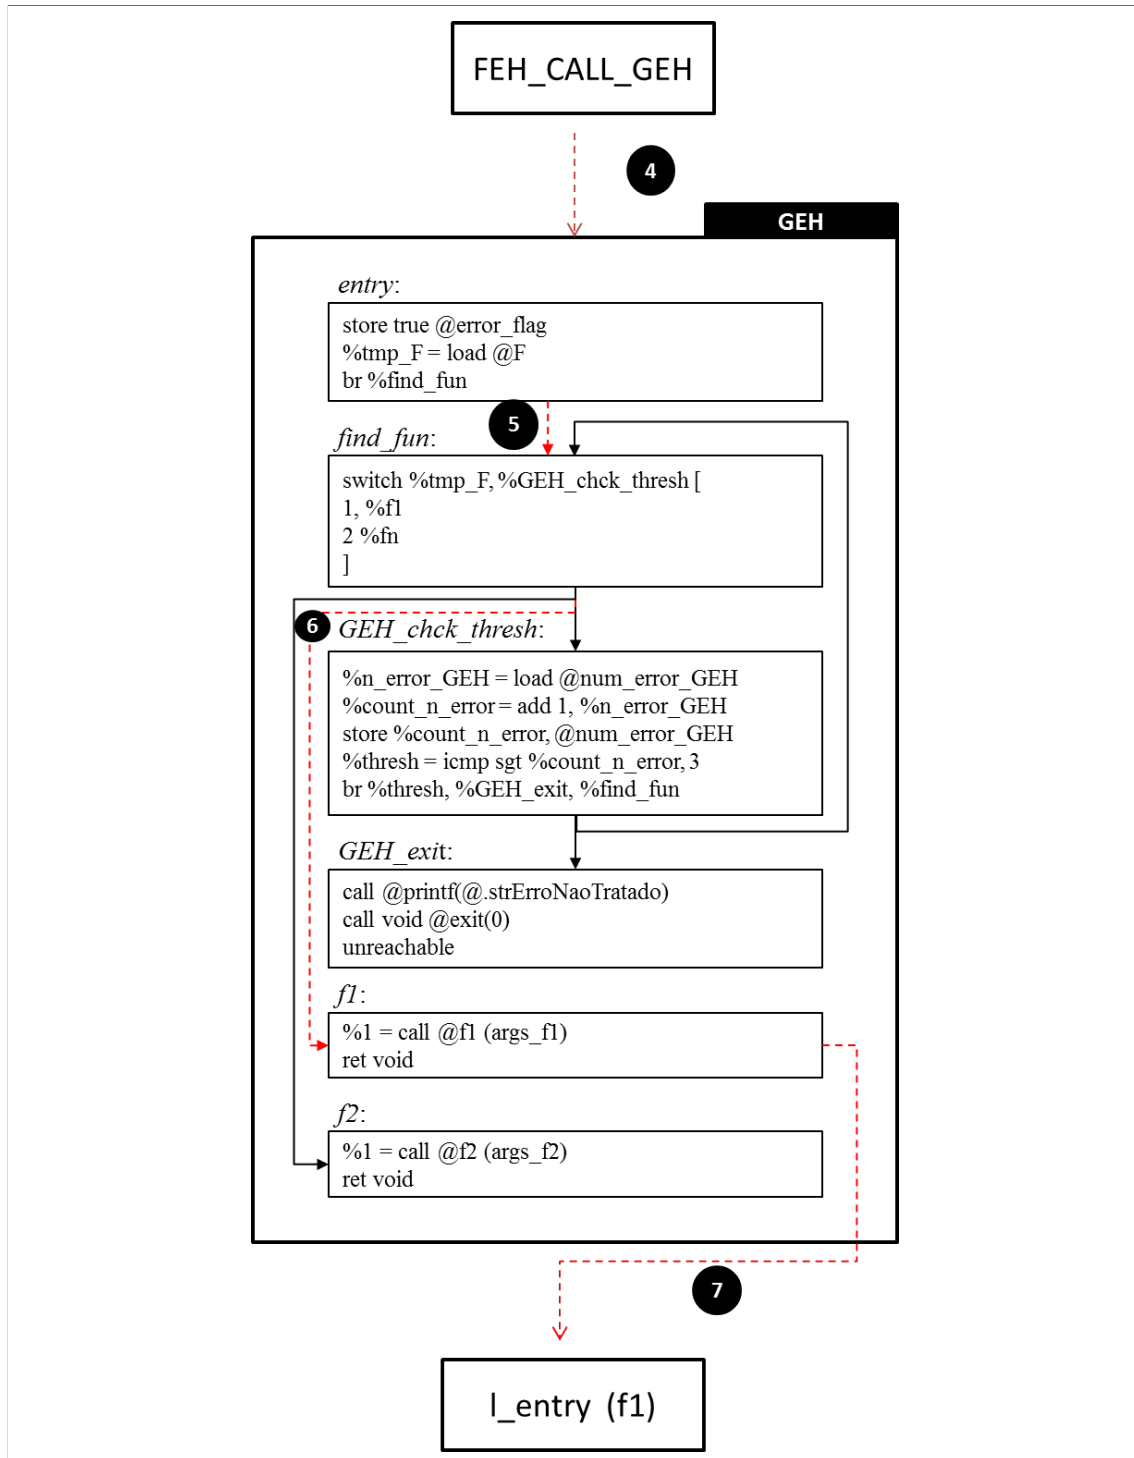 FEH_CALL_GEH
4
GEH
entry:
store true @error_flag
%tmp_F = load @F
br %find_fun
5
find_fun:
switch %tmp_F, %GEH_chck_thresh [
1, %f1
2 %fn
]
6
GEH_chck_thresh:
%n_error_GEH = load @num_error_GEH
%count_n_error = add 1, %n_error_GEH
store %count_n_error, @num_error_GEH
%thresh = icmp sgt %count_n_error, 3
br %thresh, %GEH_exit, %find_fun
GEH_exit:
call @printf(@.strErroNaoTratado)
call void @exit(0)
unreachable
f1:
%1 = call @f1 (args_f1)
ret void
f2:
%1 = call @f2 (args_f2)
ret void
7
l_entry (f1)